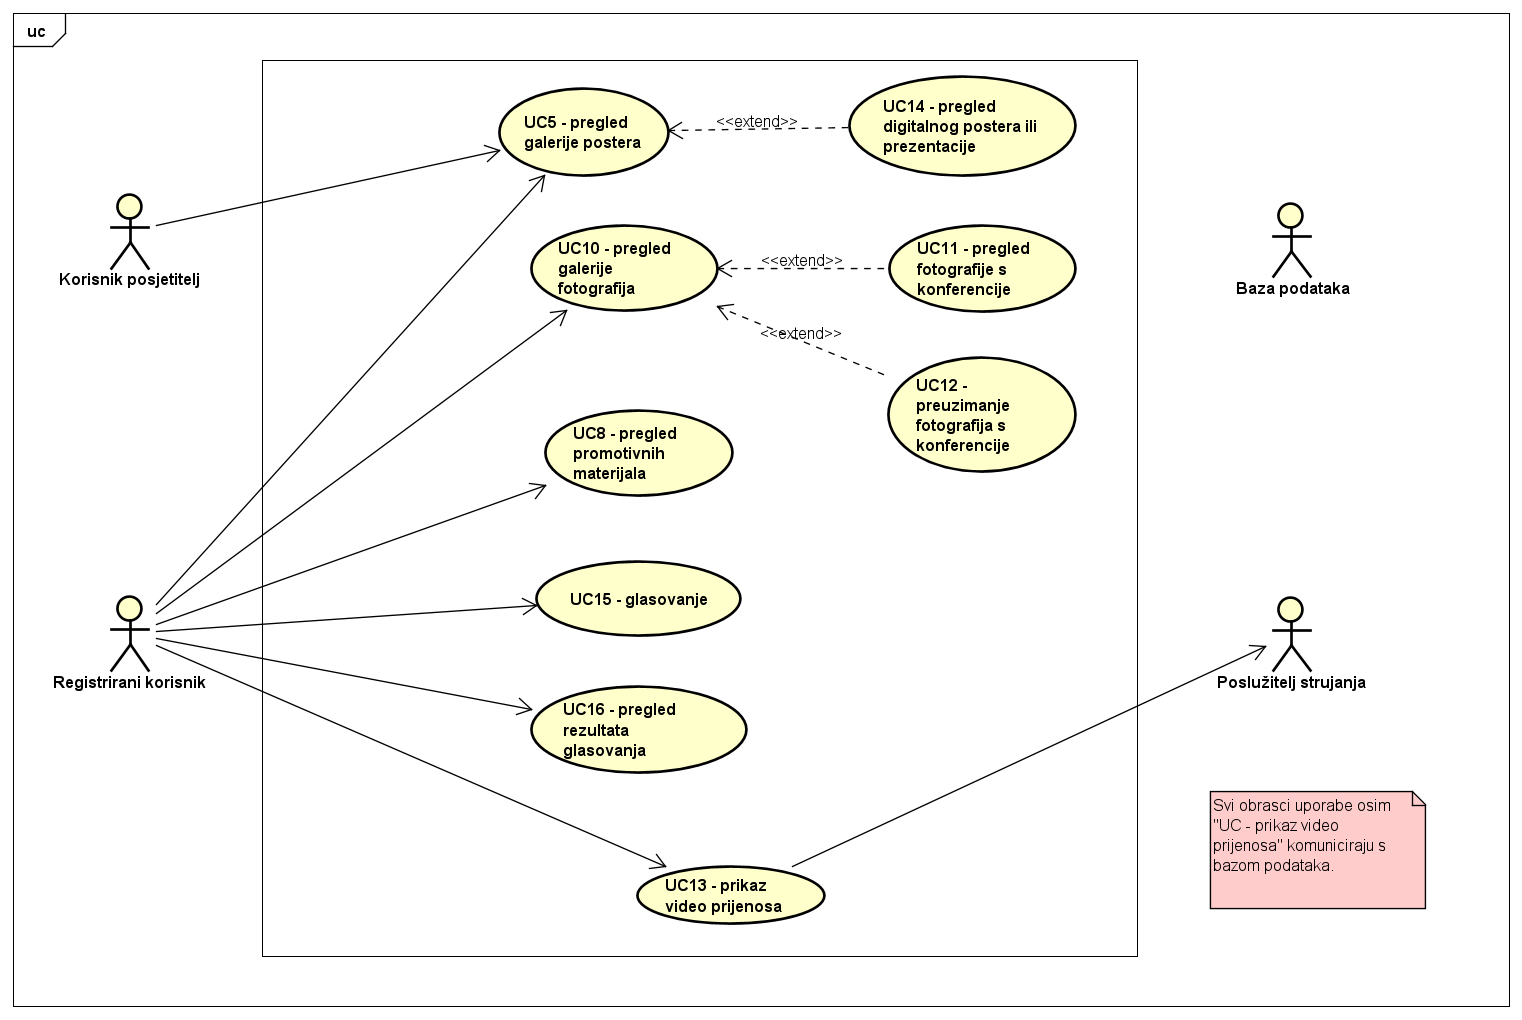 uc
UC5 - pregled
galerije postera
<<extend>>
UC14 - pregled
digitalnog postera ili
prezentacije
Korisnik posjetitelj
UC10 - pregled
galerije
fotografija
<<extend>>
UC11 - pregled
fotografije s
konferencije
Baza podataka
<<extend>>
UC12 -
preuzimanje
fotografija s
konferencije
UC8 - pregled
promotivnih
materijala
UC15 - glasovanje
Registrirani korisnik
Poslužitelj strujanja
UC16 - pregled
rezultata
glasovanja
Svi obrasci uporabe osim
"UC - prikaz video
prijenosa" komuniciraju s
bazom podataka.
UC13 - prikaz
video prijenosa